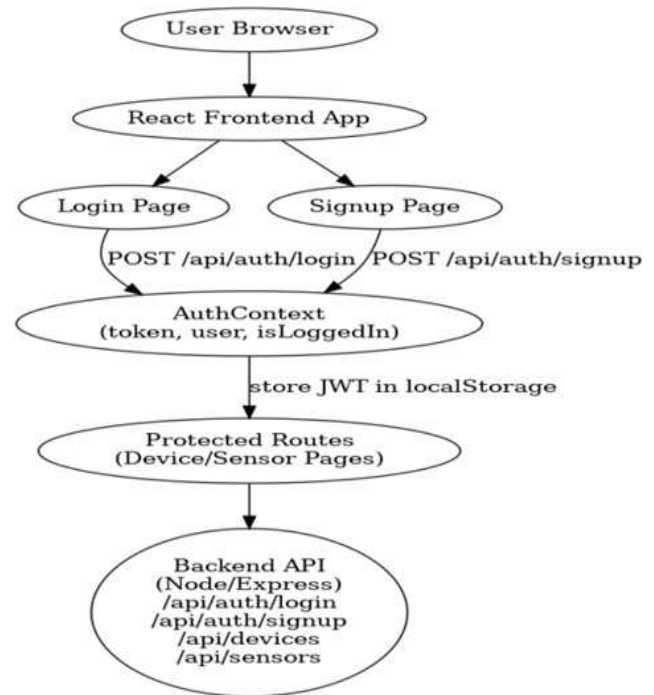 User Browser
React Frontend App
Login Page
Signup Page
POST /api/auth/login
POST /api/auth/signup
AuthContext
(token, user, isLoggedIn)
store JWT in localStorage
Protected Routes
(Device/Sensor Pages)
Backend API
(Node/Express)
/api/auth/login
/api/auth/signup
/api/devices
/api/sensors